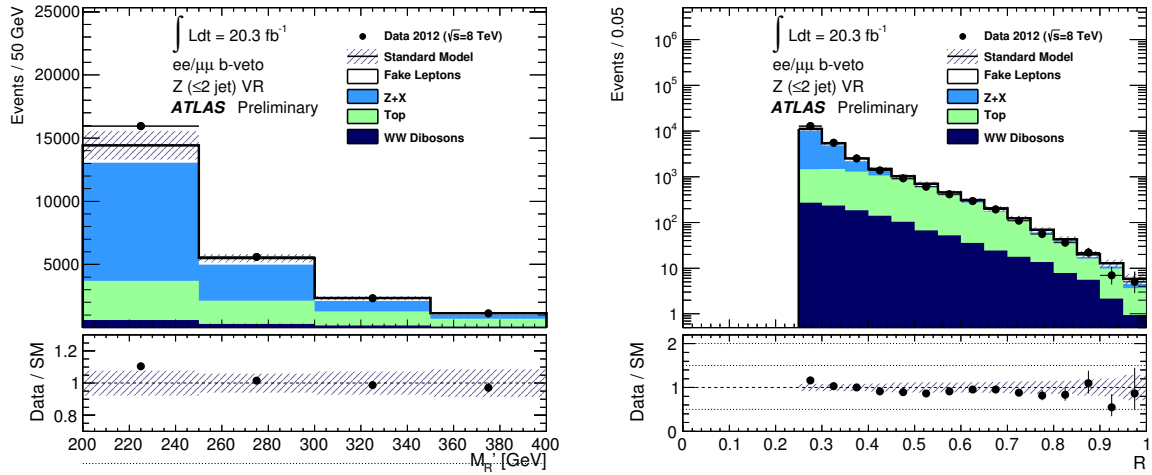 Events / 50 GeV
25000
20000
15000
10000
5000
∫ Ldt = 20.3 fb⁻¹
ee/μμ b-veto
Z (≤2 jet) VR
ATLAS Preliminary
Data 2012 (√s=8 TeV)
Standard Model
Fake Leptons
Z+X
Top
WW Dibosons
Data / SM
1.2
1
0.8
200 220 240 260 280 300 320 340 360 380 400
M_R' [GeV]
Events / 0.05
10⁶
10⁵
10⁴
10³
10²
10
1
∫ Ldt = 20.3 fb⁻¹
ee/μμ b-veto
Z (≤2 jet) VR
ATLAS Preliminary
Data 2012 (√s=8 TeV)
Standard Model
Fake Leptons
Z+X
Top
WW Dibosons
Data / SM
2
1
0
0 0.1 0.2 0.3 0.4 0.5 0.6 0.7 0.8 0.9 1
R